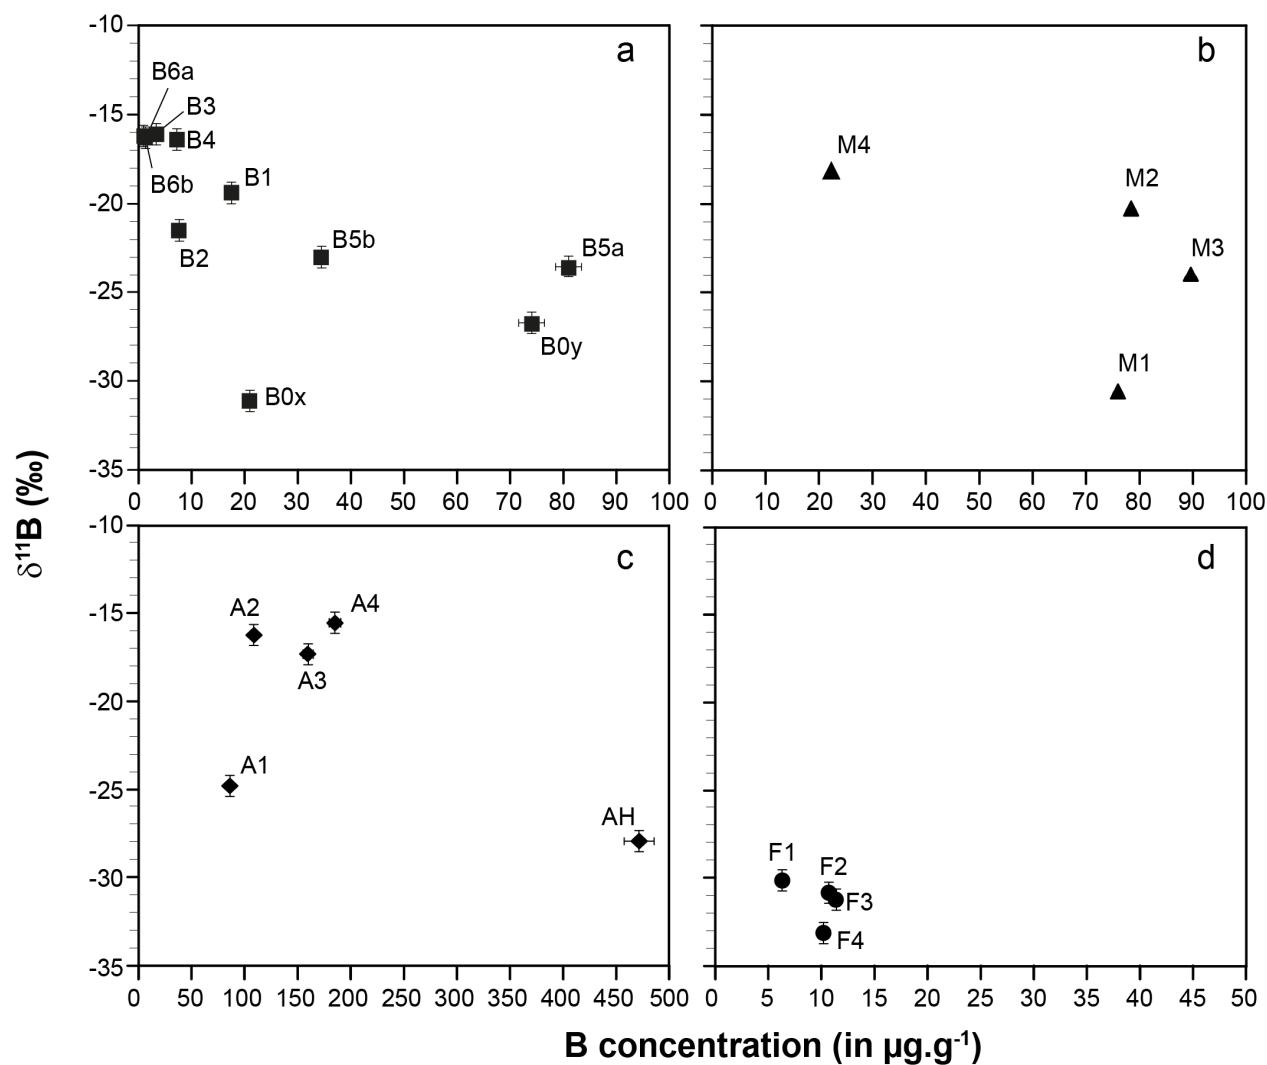 -10
a
b
B6a
B3
-15
B4
M4
B6b
B1
M2
-20
B2
B5b
B5a
M3
-25
B0y
M1
-30
B0x
-35
0 10 20 30 40 50 60 70 80 90 100
0 10 20 30 40 50 60 70 80 90 100
δ¹¹B (‰)
-10
c
d
A2
A4
-15
A3
-20
A1
-25
AH
F1
F2
-30
F3
F4
-35
0 50 100 150 200 250 300 350 400 450 500
0 5 10 15 20 25 30 35 40 45 50
B concentration (in µg.g⁻¹)